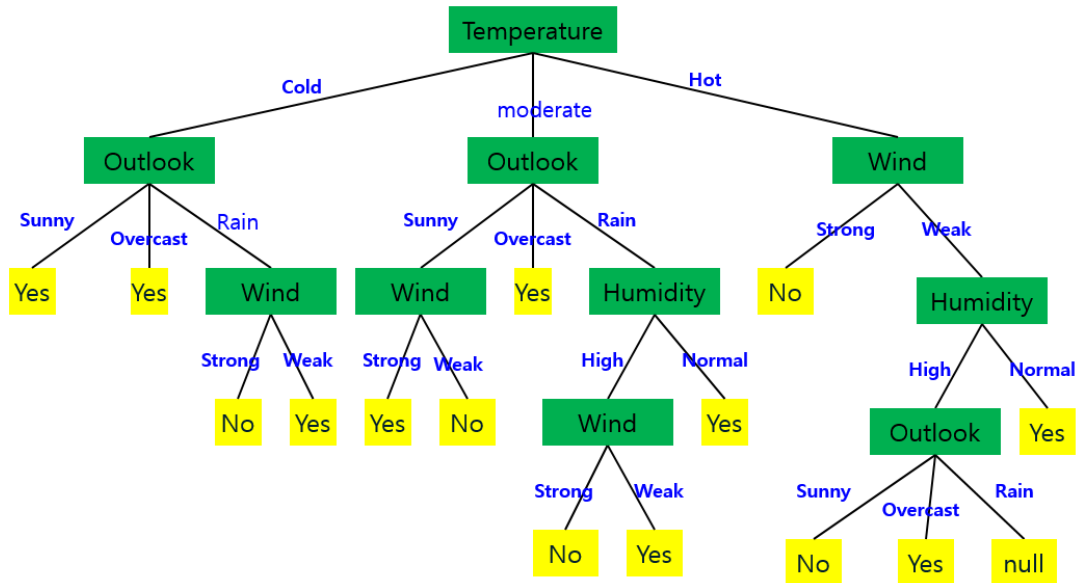 Temperature
Cold
moderate
Hot
Outlook
Outlook
Wind
Sunny
Overcast
Rain
Sunny
Overcast
Rain
Strong
Weak
Yes
Yes
Wind
Wind
Yes
Humidity
No
Humidity
Strong
Weak
Strong
Weak
High
Normal
High
Normal
No
Yes
Yes
No
Wind
Yes
Outlook
Yes
Strong
Weak
Sunny
Overcast
Rain
No
Yes
No
Yes
null